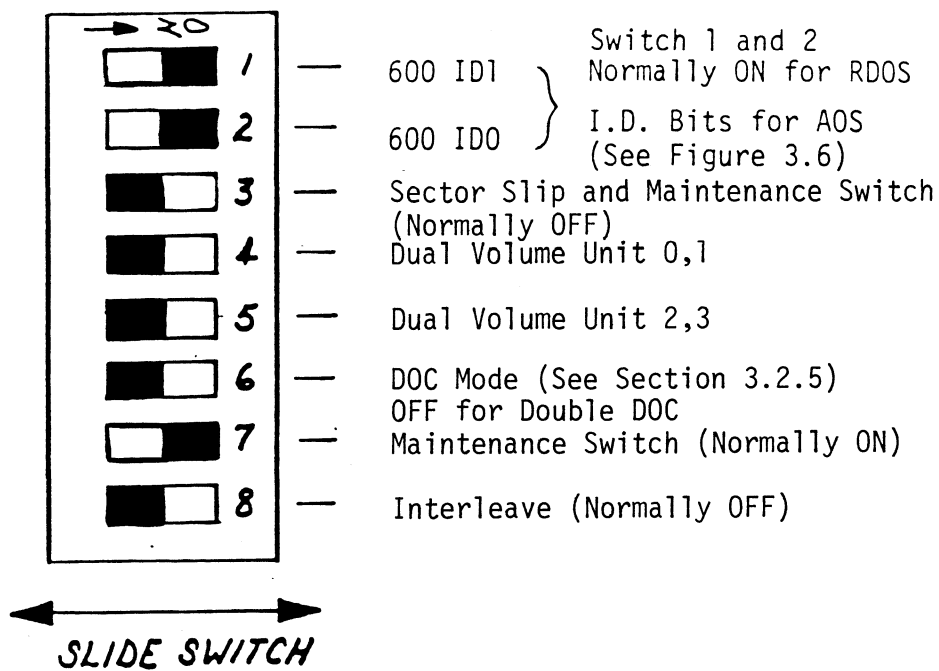 → ON
1 — 600 ID1
Switch 1 and 2
Normally ON for RDOS
2 — 600 ID0
I.D. Bits for AOS
(See Figure 3.6)
3 — Sector Slip and Maintenance Switch
(Normally OFF)
4 — Dual Volume Unit 0,1
5 — Dual Volume Unit 2,3
6 — DOC Mode (See Section 3.2.5)
OFF for Double DOC
7 — Maintenance Switch (Normally ON)
8 — Interleave (Normally OFF)
SLIDE SWITCH